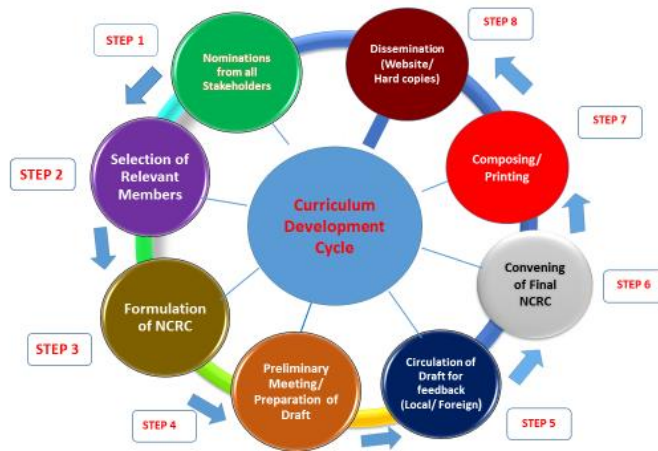 STEP 1
Nominations
from all
Stakeholders
STEP 2
Selection of
Relevant
Members
STEP 3
Formulation
of NCRC
STEP 4
Preliminary
Meeting/
Preparation of
Draft
STEP 5
Circulation of
Draft for
feedback
(Local/ Foreign)
STEP 6
Convening
of Final
NCRC
STEP 7
Composing/
Printing
STEP 8
Dissemination
(Website/
Hard copies)
Curriculum
Development
Cycle